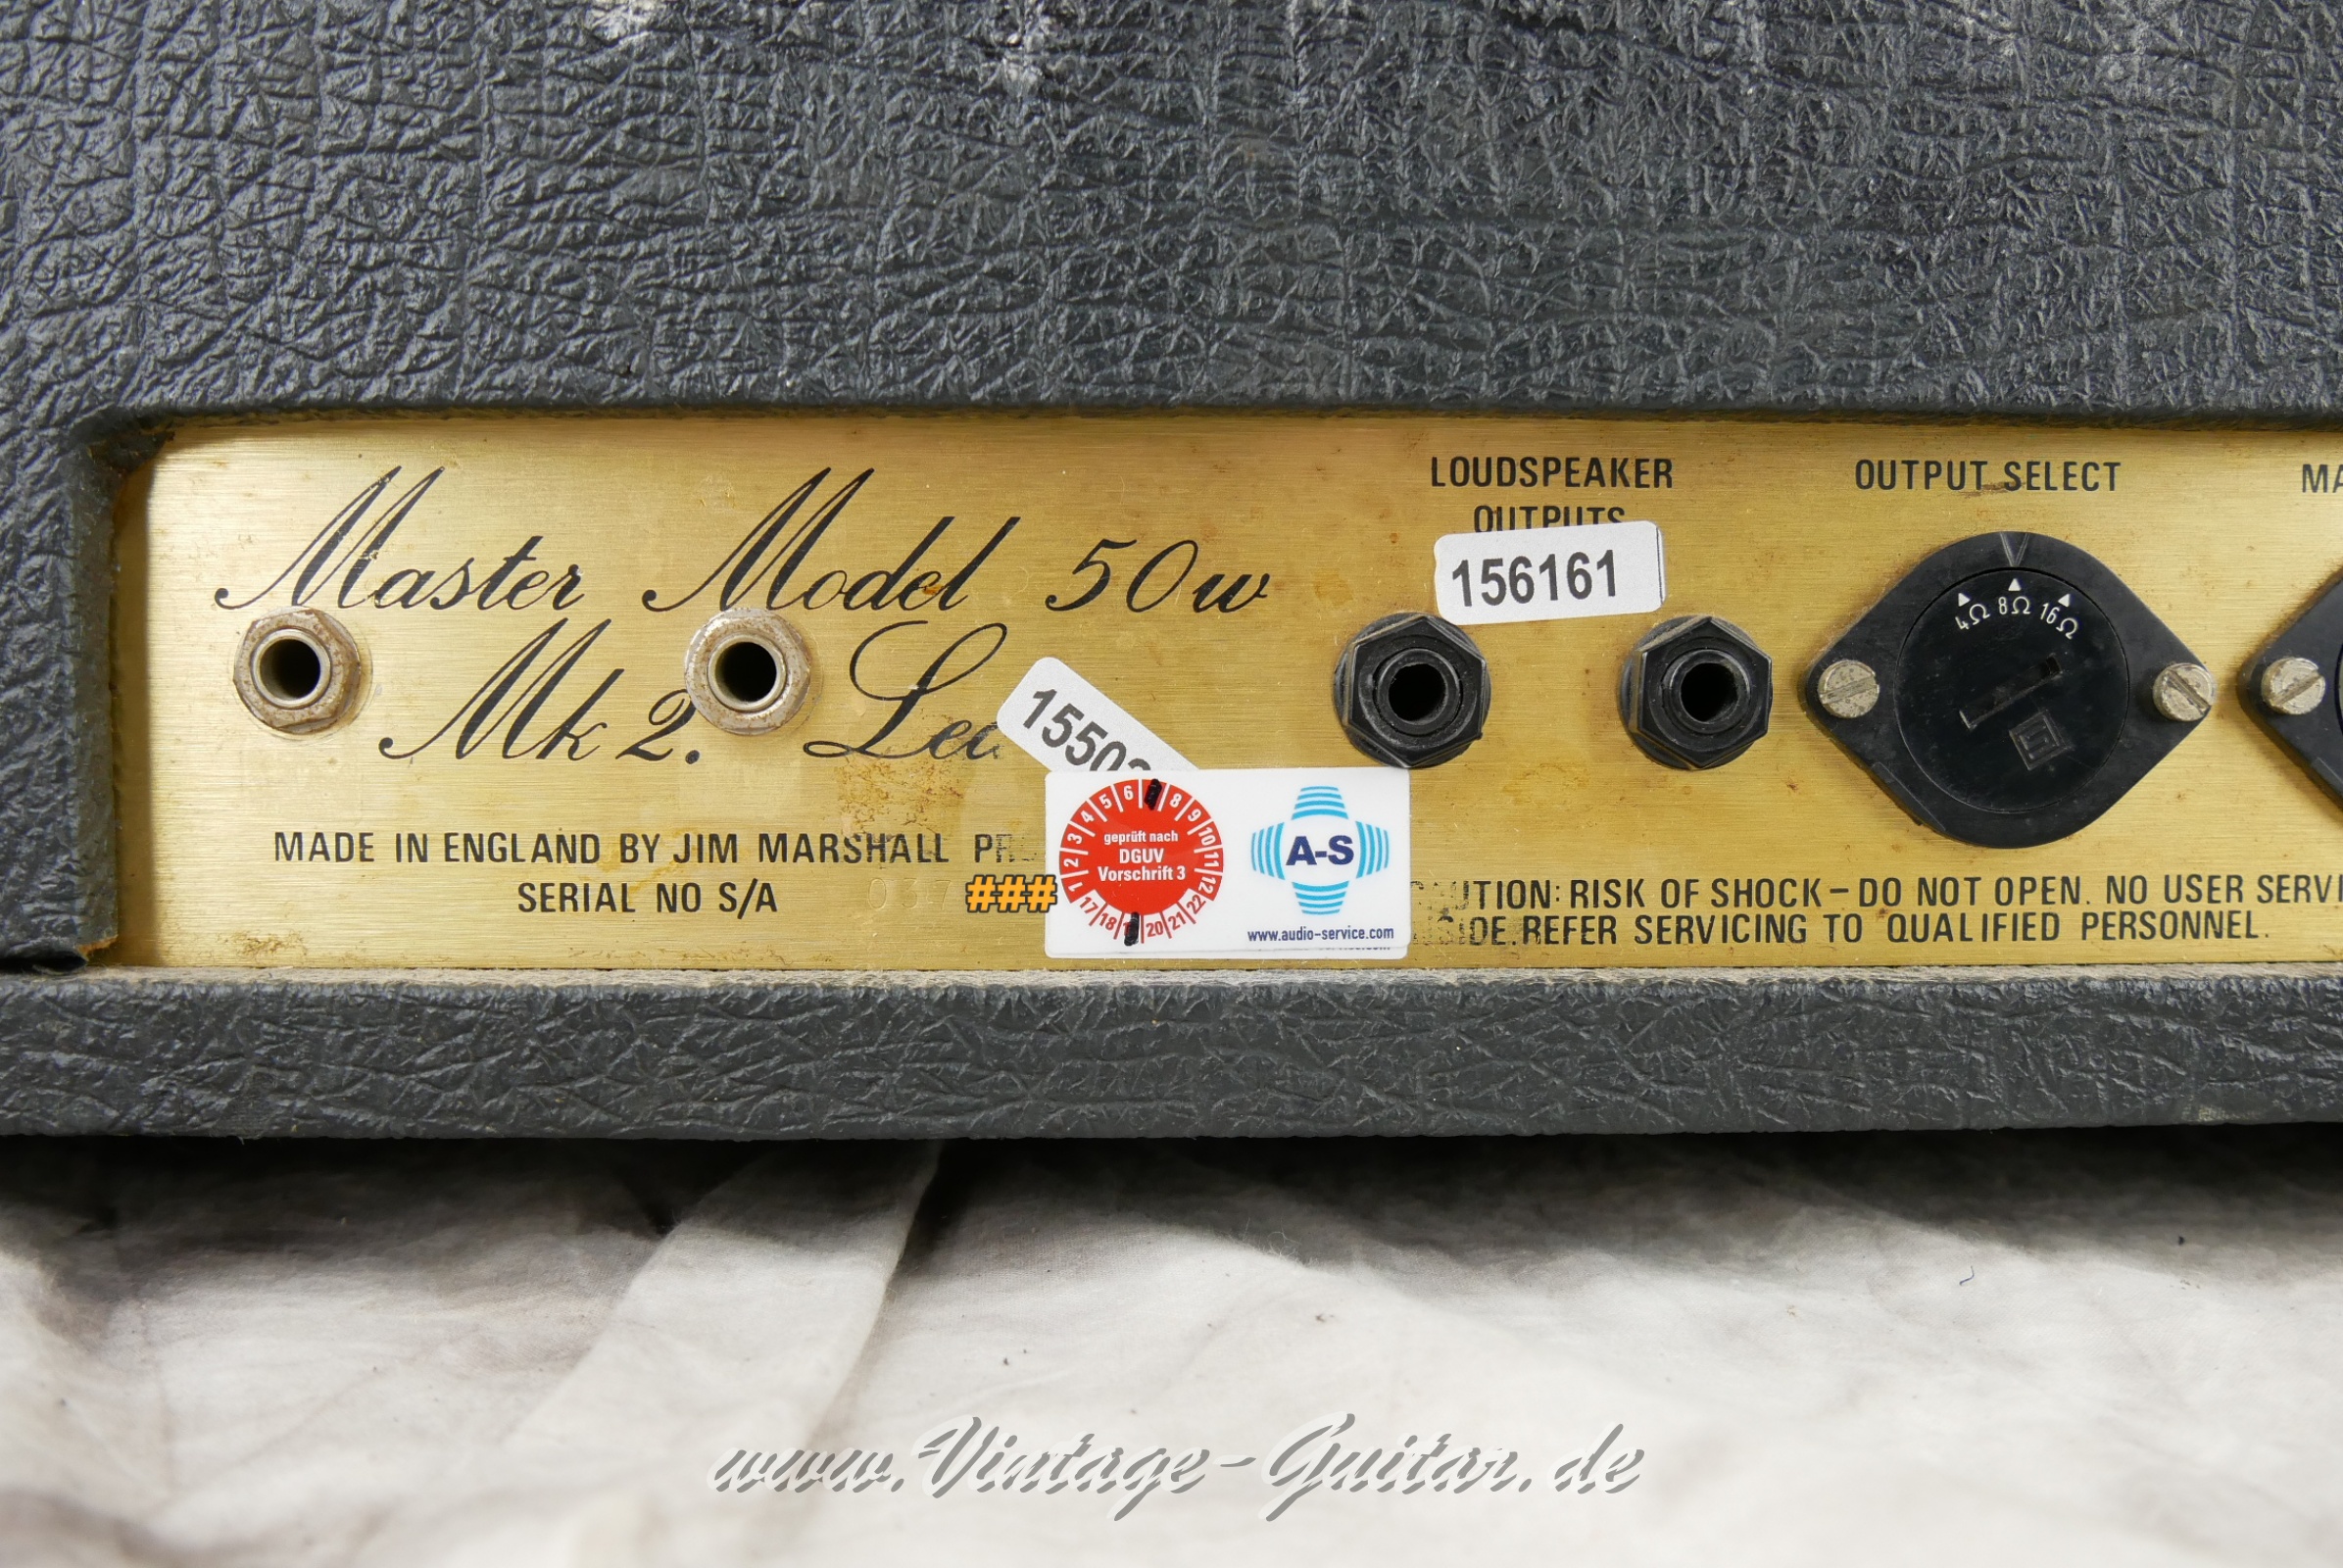 Master Model 50w
Mk 2.
LOUDSPEAKER
OUTPUTS
156161
OUTPUT SELECT
4Ω 8Ω 16Ω
MADE IN ENGLAND BY JIM MARSHALL
SERIAL NO S/A
037###
1 2 3 4 5 6 8 9 10 11 12
geprüft nach
DGUV
Vorschrift 3
17 18 20 21 22
A-S
www.audio-service.com
CAUTION: RISK OF SHOCK – DO NOT OPEN. NO USER
INSIDE. REFER SERVICING TO QUALIFIED PERSONNEL.
www.Vintage-Guitar.de